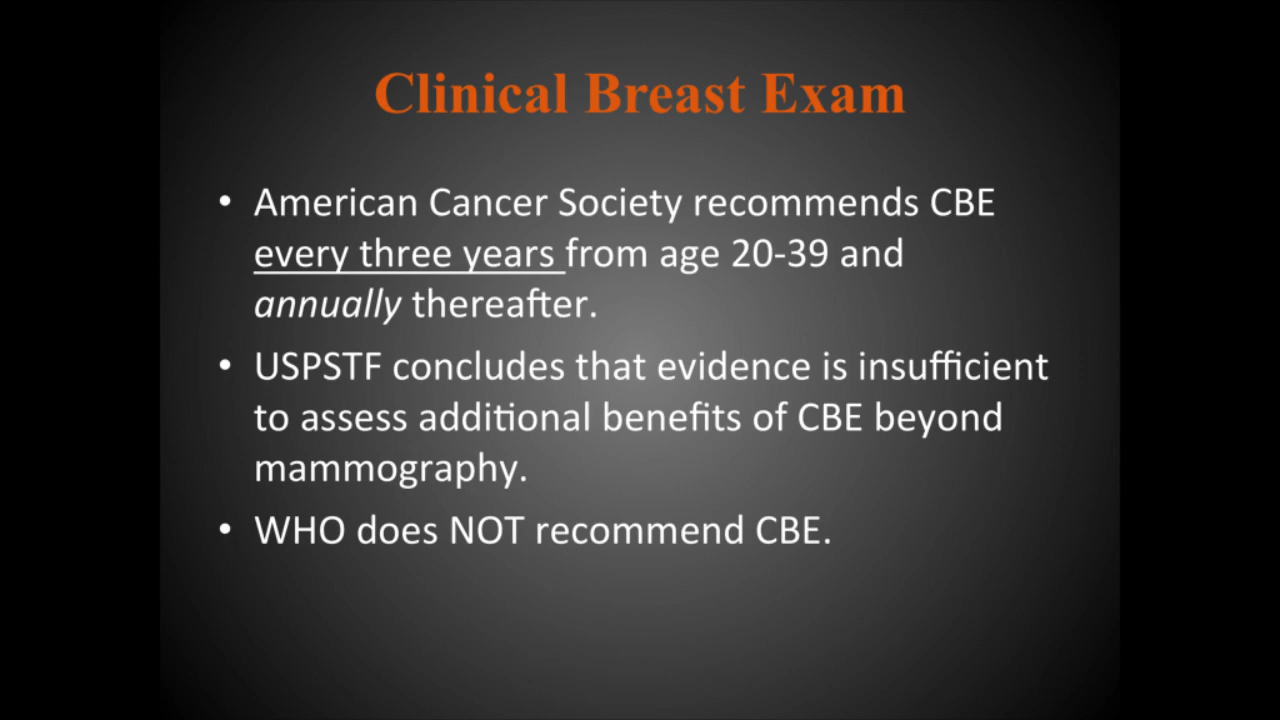 Clinical Breast Exam
• American Cancer Society recommends CBE
every three years from age 20-39 and
annually thereafter.
• USPSTF concludes that evidence is insufficient
to assess additional benefits of CBE beyond
mammography.
• WHO does NOT recommend CBE.